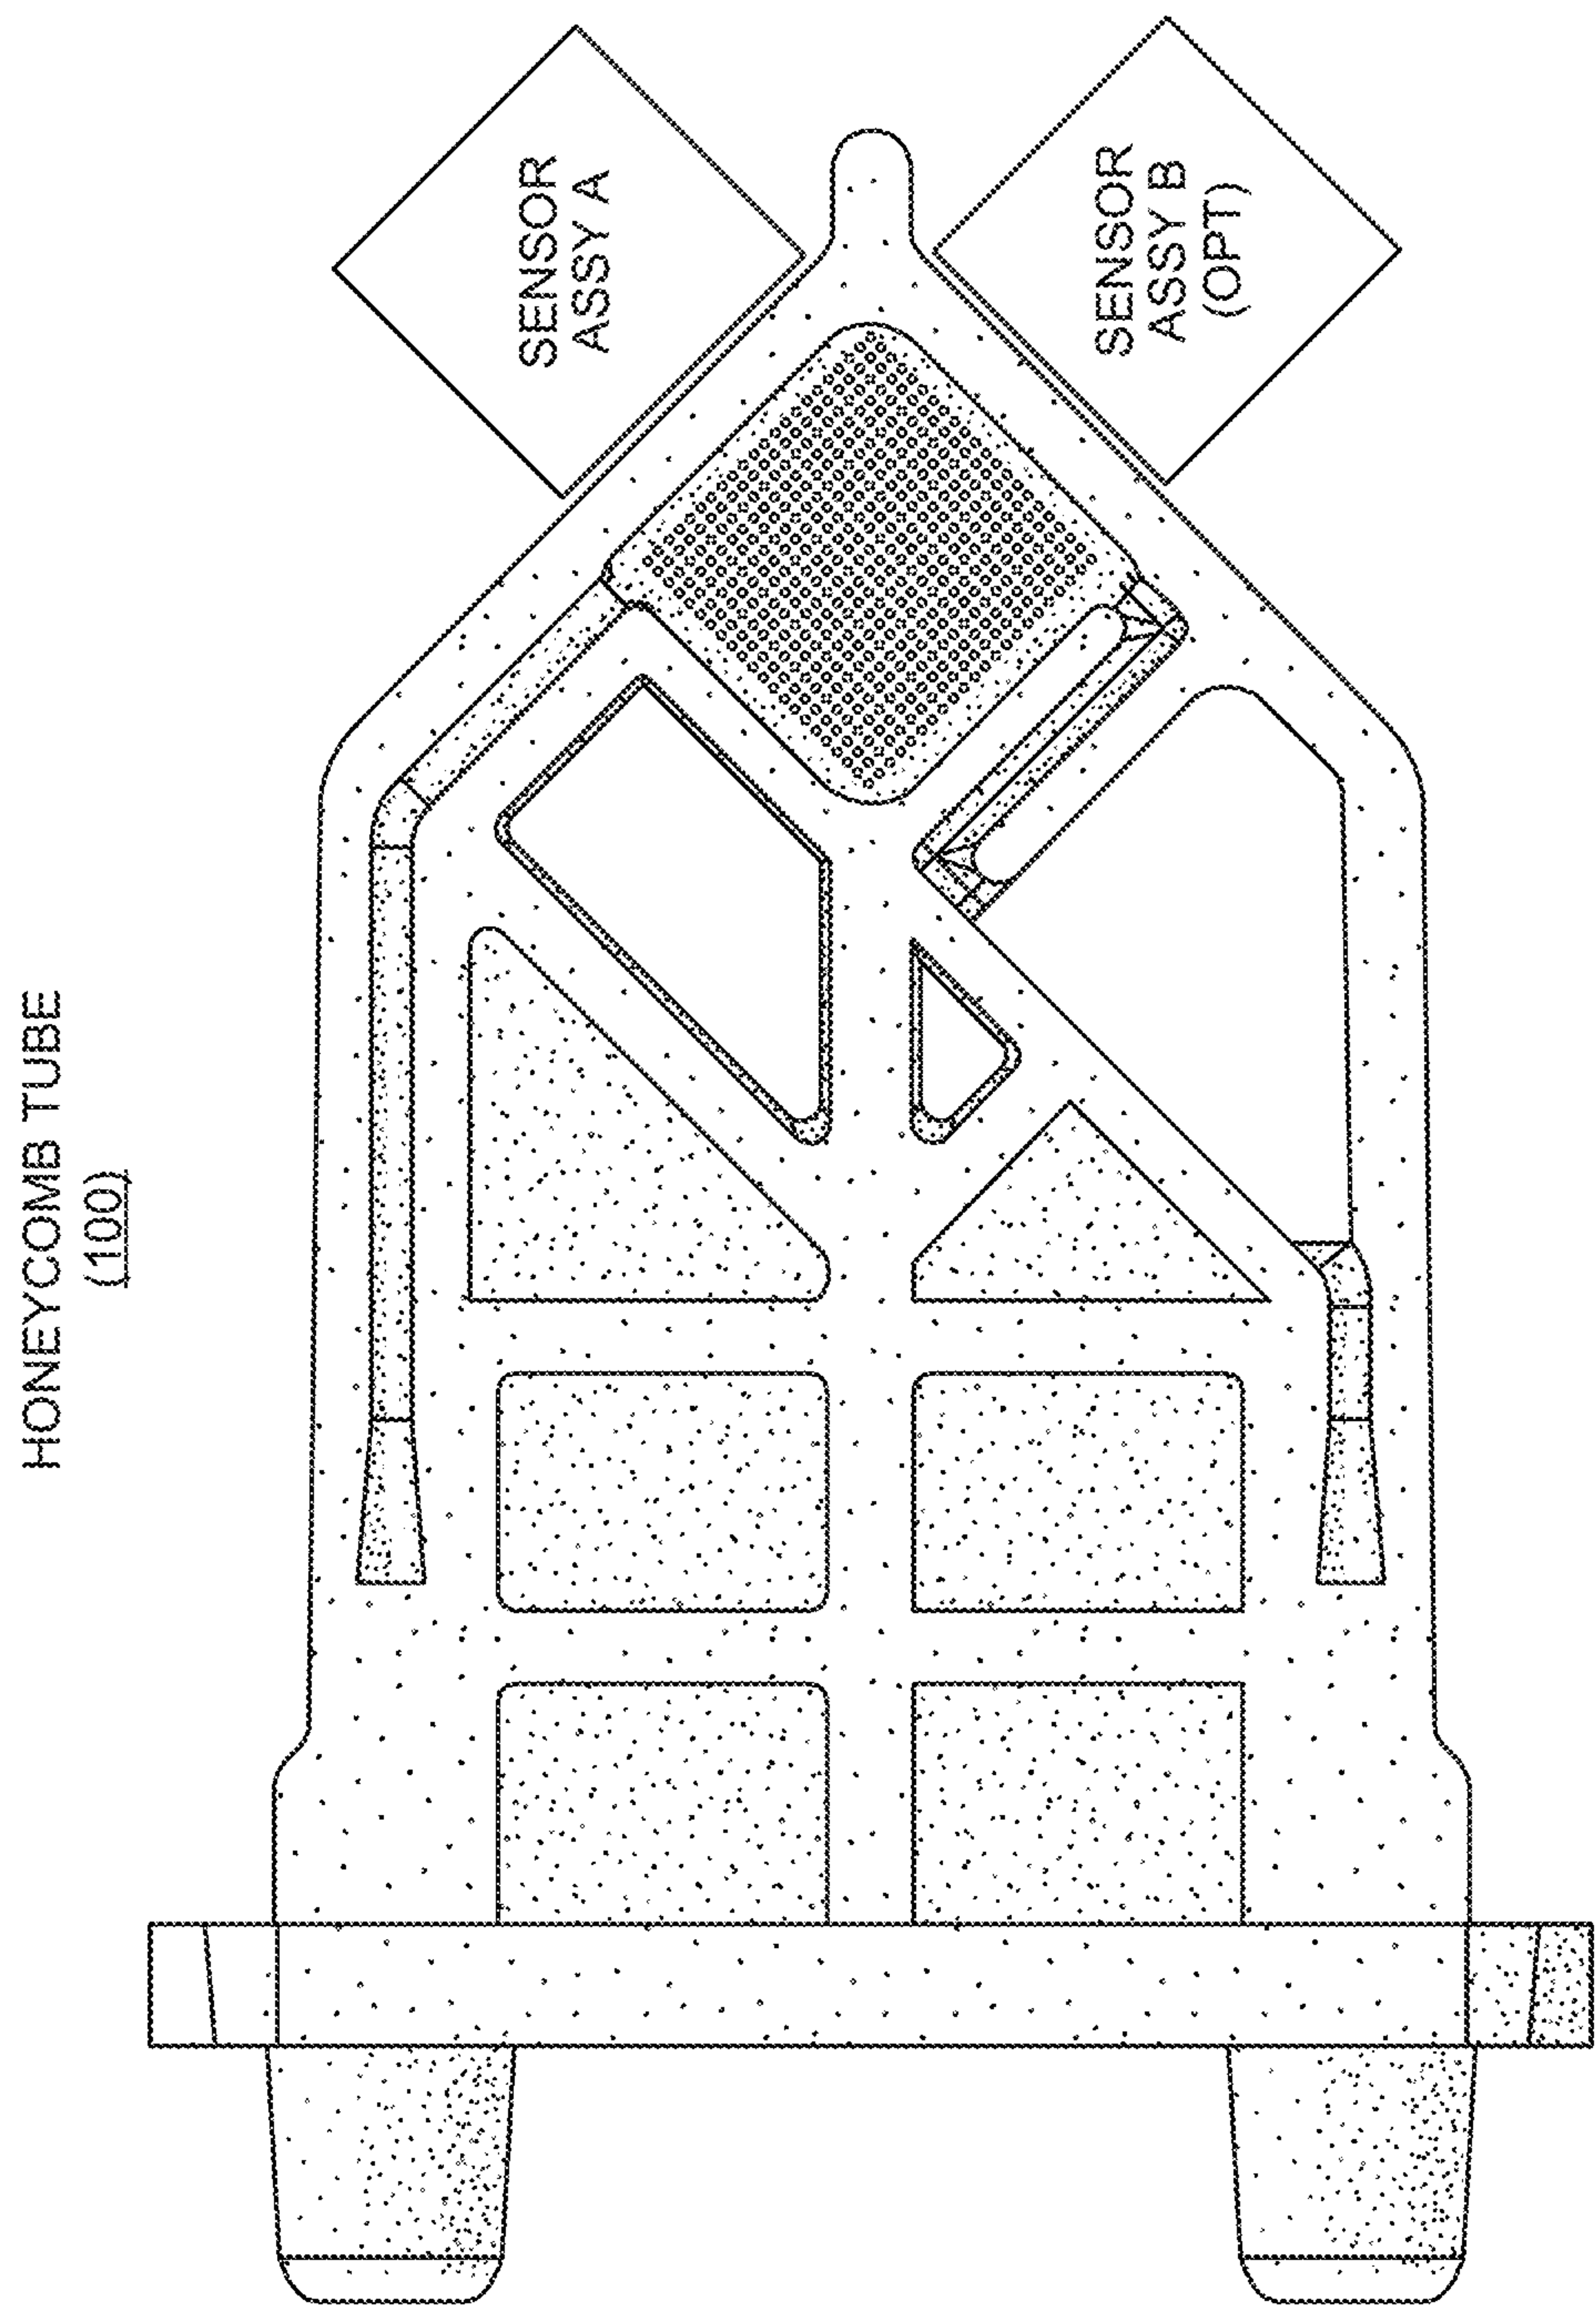 HONEYCOMB TUBE
(100)
SENSOR
ASSY A
SENSOR
ASSY B
(OPT)